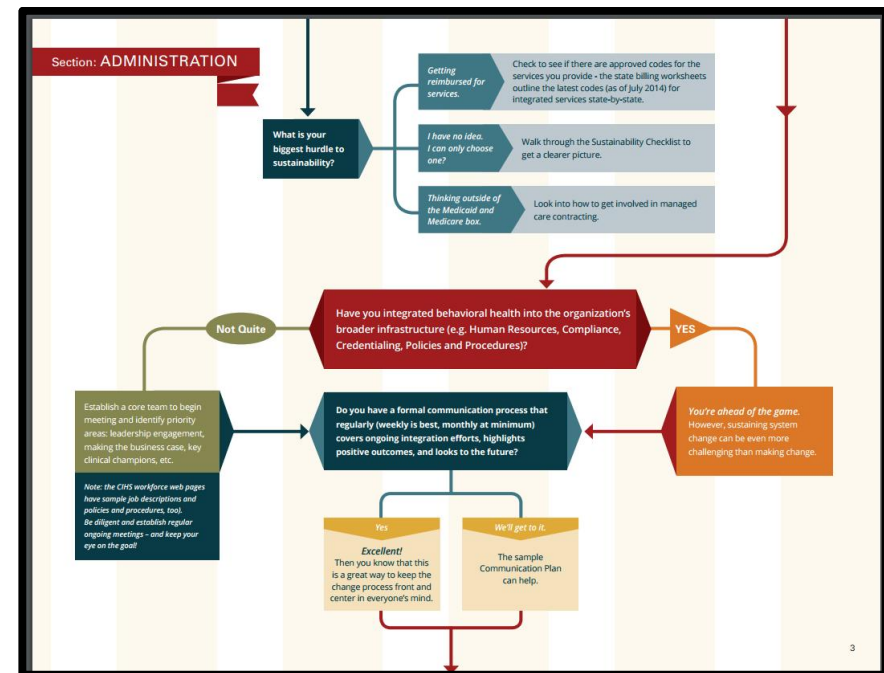 Section: ADMINISTRATION
What is your
biggest hurdle to
sustainability?
Getting
reimbursed for
services.
Check to see if there are approved codes for the
services you provide - the state billing worksheets
outline the latest codes (as of July 2014) for
integrated services state-by-state.
I have no idea.
I can only choose
one?
Walk through the Sustainability Checklist to
get a clearer picture.
Thinking outside of
the Medicaid and
Medicare box.
Look into how to get involved in managed
care contracting.
Have you integrated behavioral health into the organization's
broader infrastructure (e.g. Human Resources, Compliance,
Credentialing, Policies and Procedures)?
Not Quite
YES
Establish a core team to begin
meeting and identify priority
areas: leadership engagement,
making the business case, key
clinical champions, etc.
Note: the CIHS workforce web pages
have sample job descriptions and
policies and procedures, too).
Be diligent and establish regular
ongoing meetings – and keep your
eye on the goal!
Do you have a formal communication process that
regularly (weekly is best, monthly at minimum)
covers ongoing integration efforts, highlights
positive outcomes, and looks to the future?
You're ahead of the game.
However, sustaining system
change can be even more
challenging than making change.
Yes
Excellent!
Then you know that this
is a great way to keep the
change process front and
center in everyone's mind.
We'll get to it.
The sample
Communication Plan
can help.
3